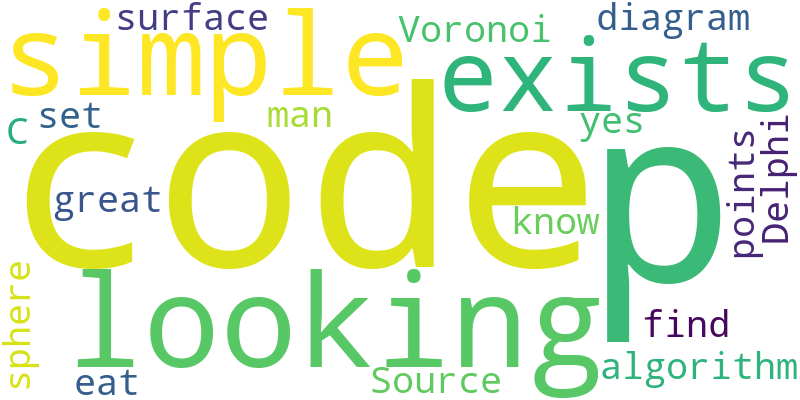 surface
diagram
Voronoi
simple
exists
man
set
yes
C
code
p
Delphi
points
great
know
looking
sphere
find
algorithm
eat
Source